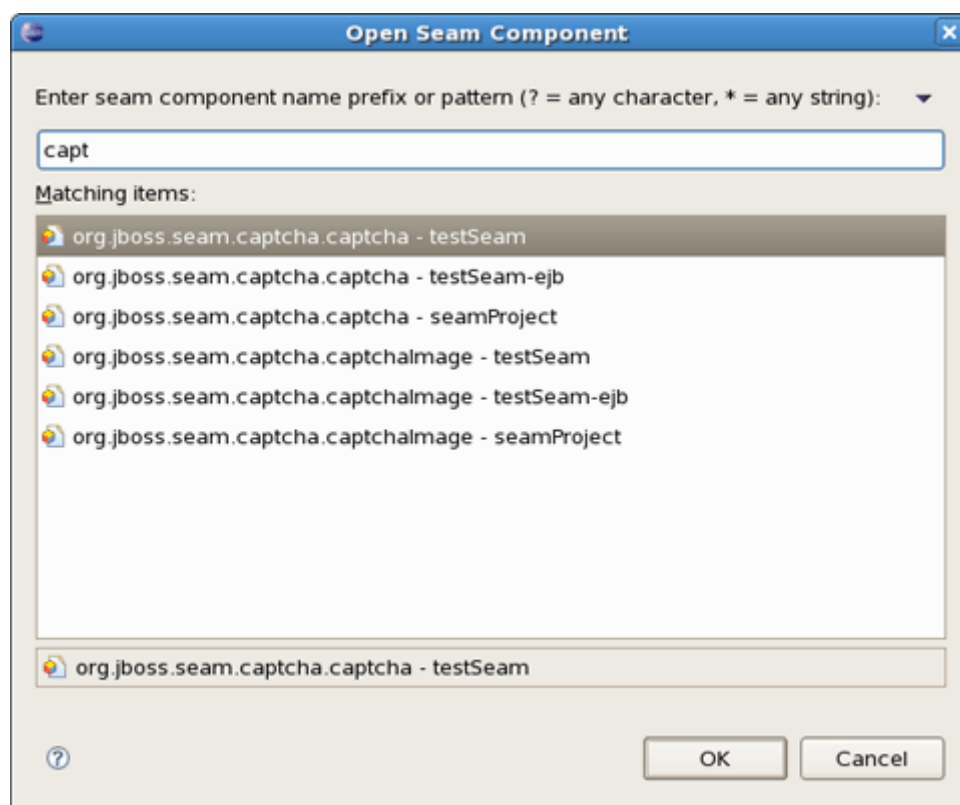 Open Seam Component
Enter seam component name prefix or pattern (? = any character, * = any string):
capt
Matching items:
org.jboss.seam.captcha.captcha - testSeam
org.jboss.seam.captcha.captcha - testSeam-ejb
org.jboss.seam.captcha.captcha - seamProject
org.jboss.seam.captcha.captchaImage - testSeam
org.jboss.seam.captcha.captchaImage - testSeam-ejb
org.jboss.seam.captcha.captchaImage - seamProject
org.jboss.seam.captcha.captcha - testSeam
? OK Cancel